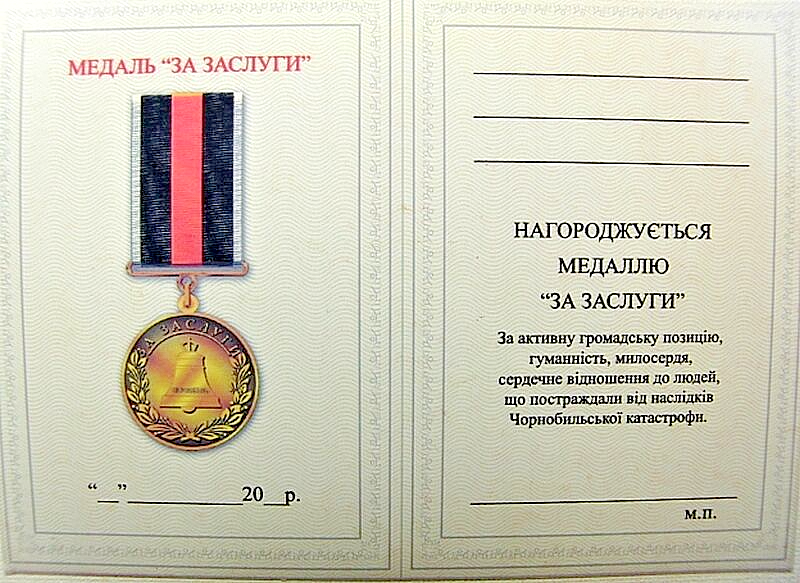 МЕДАЛЬ “ЗА ЗАСЛУГИ”
ЗА ЗАСЛУГИ
“__”___________20__р.
НАГОРОДЖУЄТЬСЯ
МЕДАЛЛЮ
“ЗА ЗАСЛУГИ”
За активну громадську позицію,
гуманність, милосердя,
сердечне відношення до людей,
що постраждали від наслідків
Чорнобильської катастрофи.
М.П.